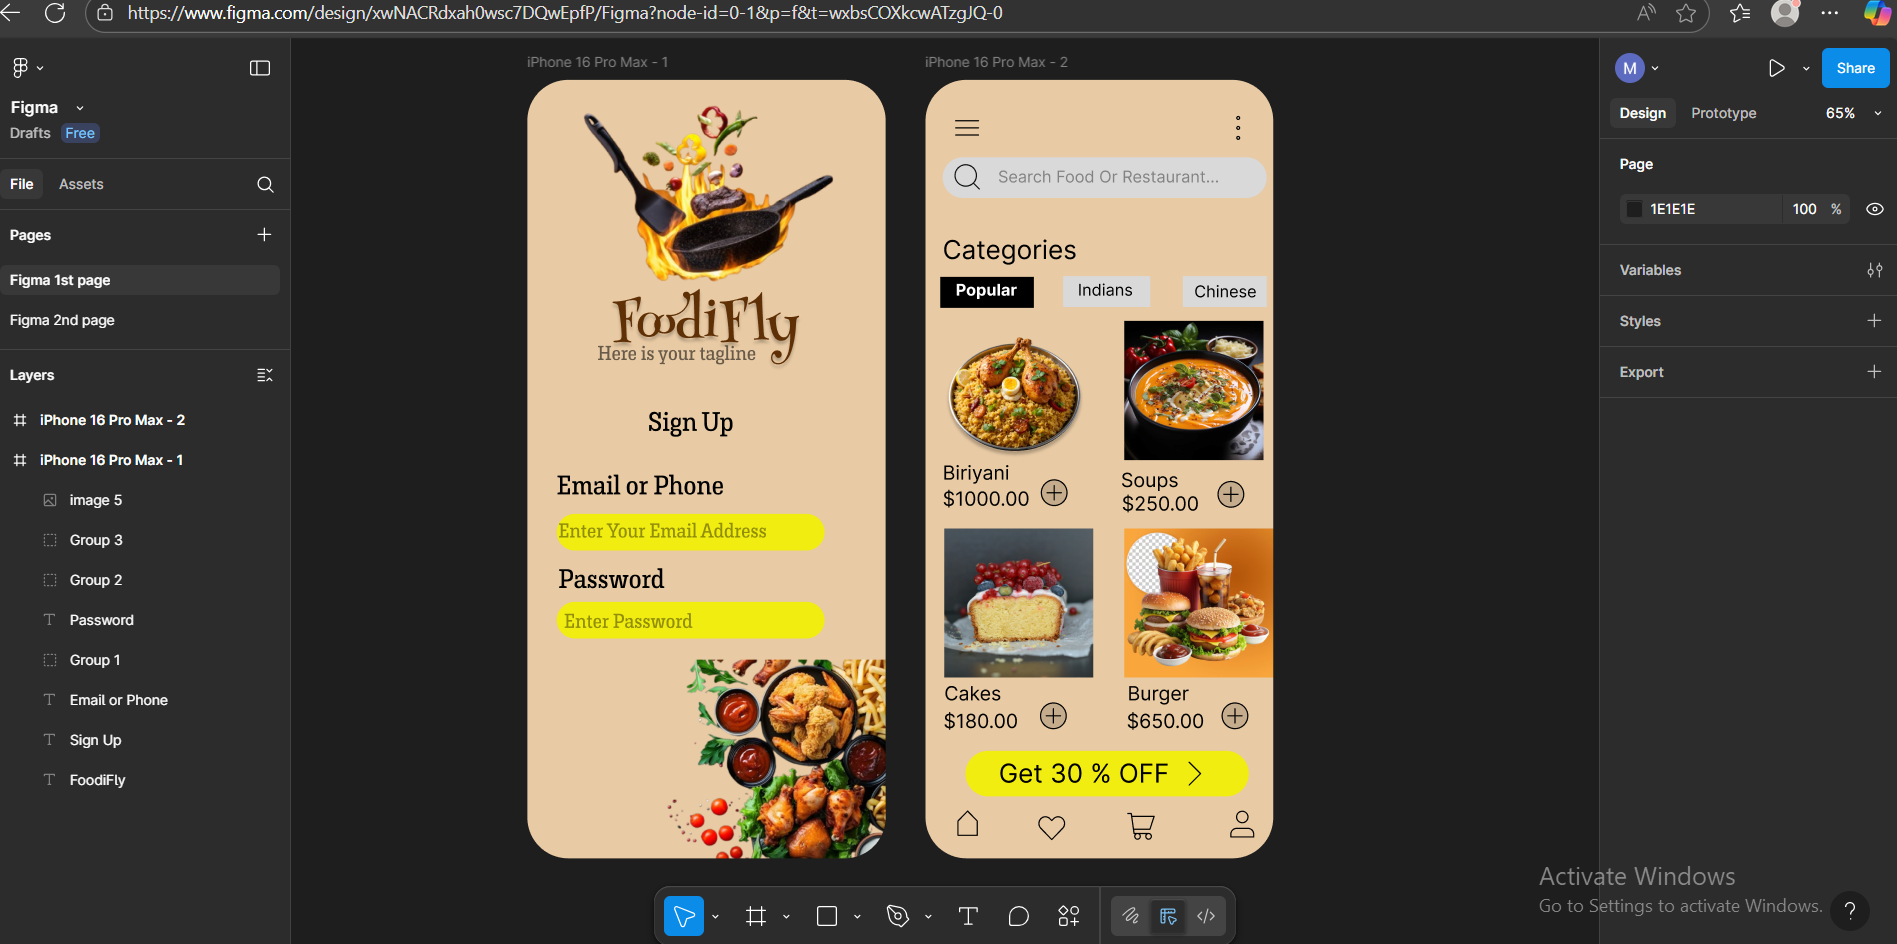 https://www.figma.com/design/xwNACRdxah0wsc7DQwEpfP/Figma?node-id=0-1&p=f&t=wxbsCOXkcwATzgJQ-0
Figma
Drafts Free
File Assets
Pages
Figma 1st page
Figma 2nd page
Layers
iPhone 16 Pro Max - 2
iPhone 16 Pro Max - 1
image 5
Group 3
Group 2
Password
Group 1
Email or Phone
Sign Up
FoodiFly
iPhone 16 Pro Max - 1
FoodiFly
Here is your tagline
Sign Up
Email or Phone
Enter Your Email Address
Password
Enter Password
iPhone 16 Pro Max - 2
Search Food Or Restaurant...
Categories
Popular Indians Chinese
Biriyani
$1000.00
Soups
$250.00
Cakes
$180.00
Burger
$650.00
Get 30 % OFF
M
Share
Design Prototype 65%
Page
1E1E1E 100 %
Variables
Styles
Export
Activate Windows
Go to Settings to activate Windows.
?